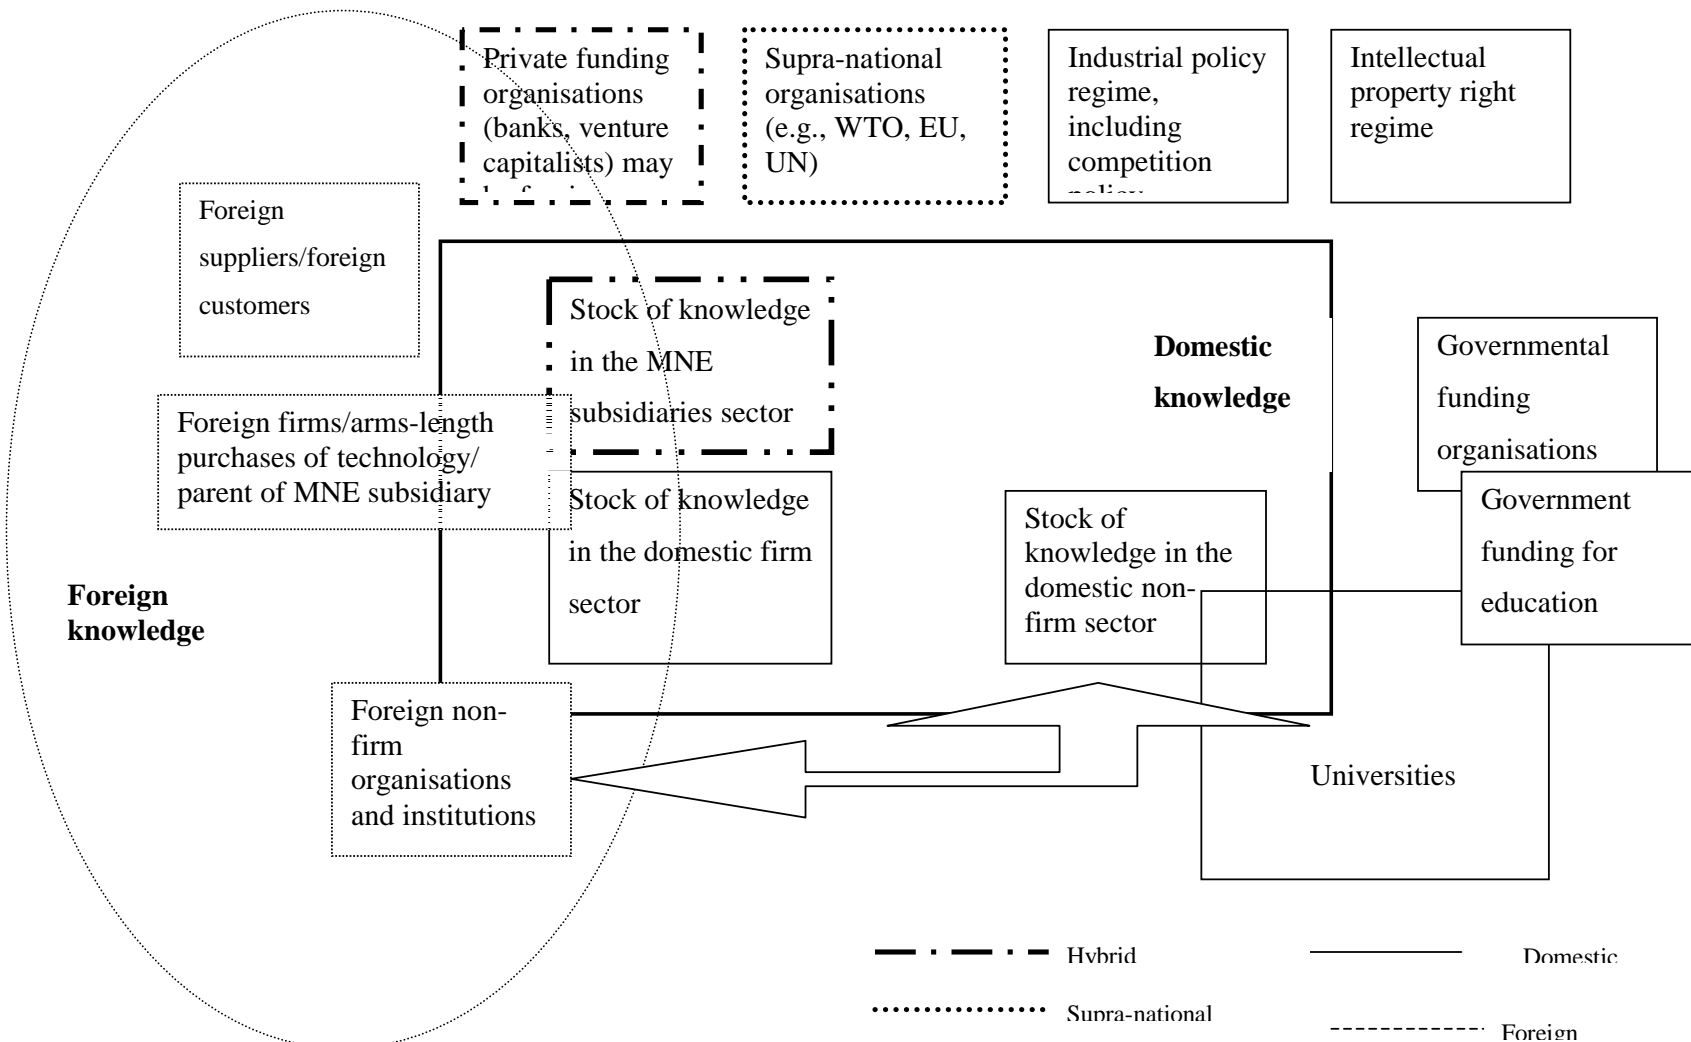 Private funding
organisations
(banks, venture
capitalists) may
Supra-national
organisations
(e.g., WTO, EU,
UN)
Industrial policy
regime,
including
competition
policy
Intellectual
property right
regime
Foreign
suppliers/foreign
customers
Stock of knowledge
in the MNE
subsidiaries sector
Domestic
knowledge
Governmental
funding
organisations
Foreign firms/arms-length
purchases of technology/
parent of MNE subsidiary
Stock of knowledge
in the domestic firm
sector
Stock of
knowledge in the
domestic non-
firm sector
Government
funding for
education
Foreign
knowledge
Foreign non-
firm
organisations
and institutions
Universities
Hybrid
Domestic
Supra-national
Foreign